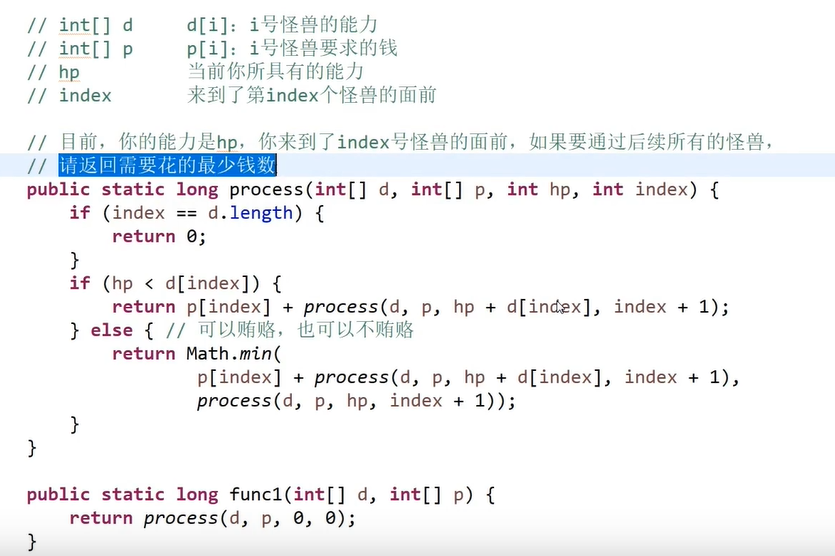 // int[] d      d[i]：i号怪兽的能力
// int[] p      p[i]：i号怪兽要求的钱
// hp           当前你所具有的能力
// index        来到了第index个怪兽的面前
// 目前，你的能力是hp，你来到了index号怪兽的面前，如果要通过后续所有的怪兽，
// 请返回需要花的最少钱数
public static long process(int[] d, int[] p, int hp, int index) {
    if (index == d.length) {
        return 0;
    }
    if (hp < d[index]) {
        return p[index] + process(d, p, hp + d[index], index + 1);
    } else { // 可以贿赂，也可以不贿赂
        return Math.min(
                p[index] + process(d, p, hp + d[index], index + 1),
                process(d, p, hp, index + 1));
    }
}
public static long func1(int[] d, int[] p) {
    return process(d, p, 0, 0);
}